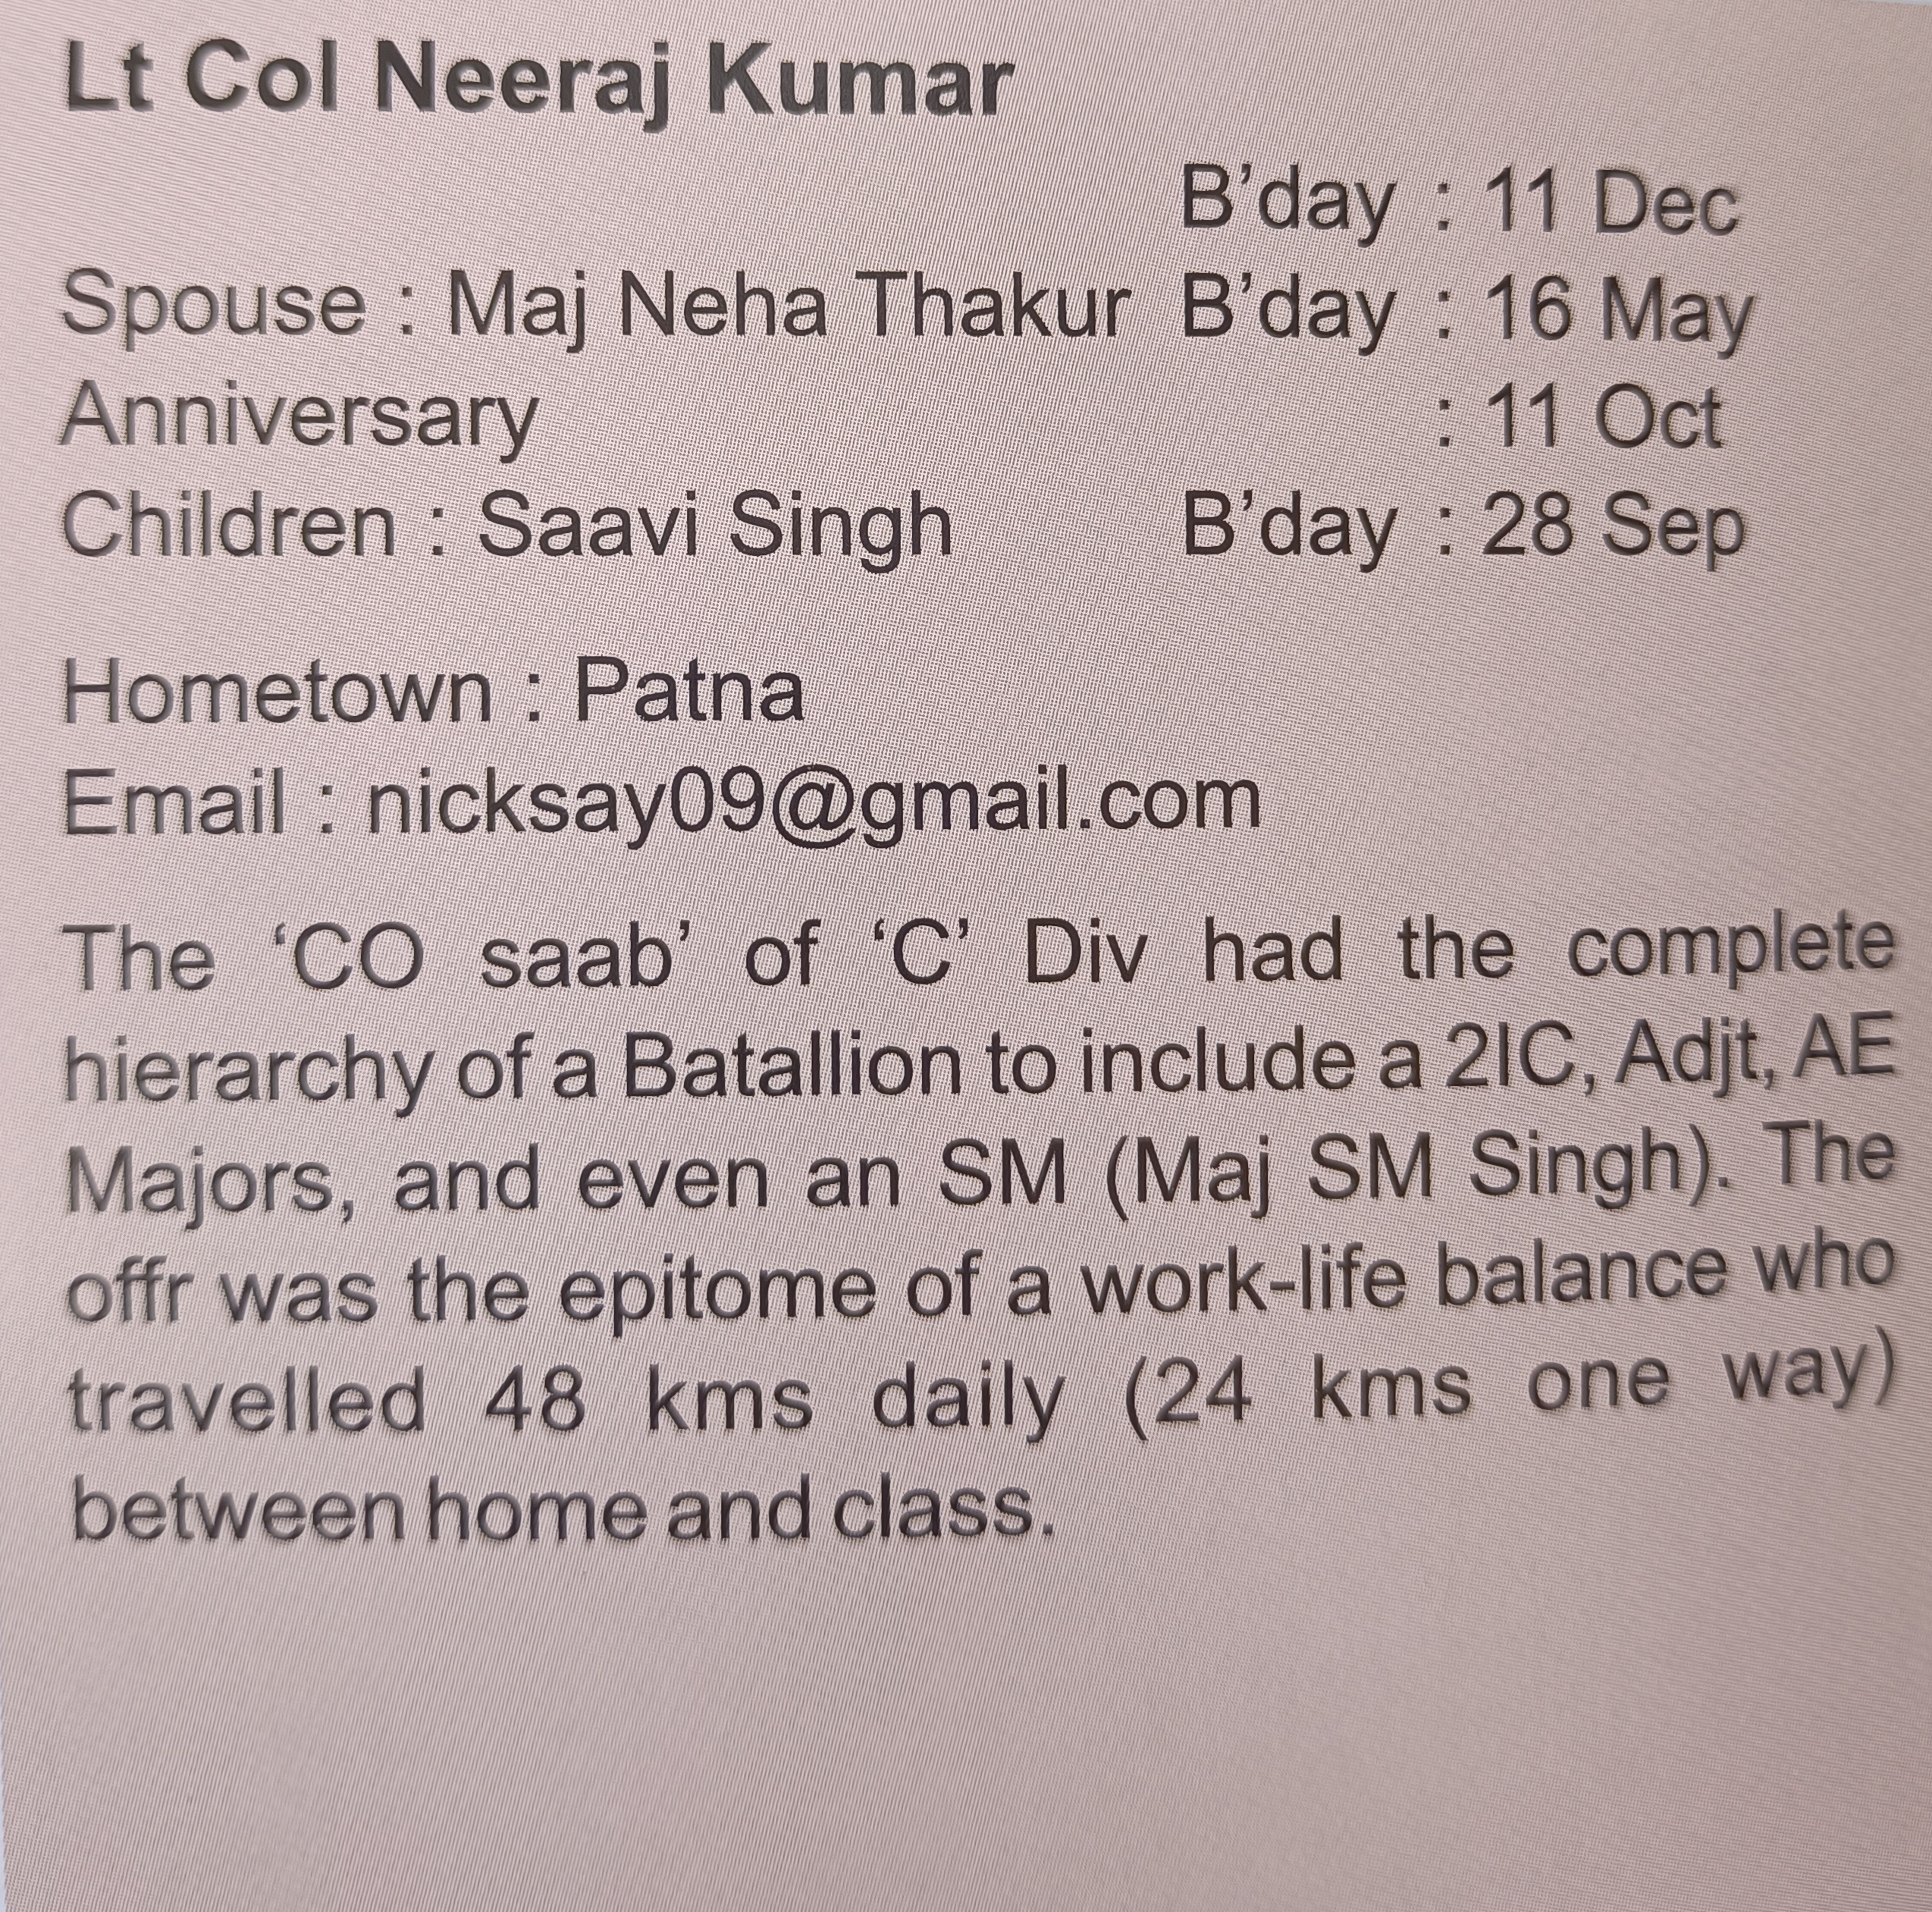 Lt Col Neeraj Kumar
B'day : 11 Dec
Spouse : Maj Neha Thakur B'day : 16 May
Anniversary : 11 Oct
Children : Saavi Singh B'day : 28 Sep
Hometown : Patna
Email : nicksay09@gmail.com
The ‘CO saab’ of ‘C’ Div had the complete
hierarchy of a Batallion to include a 2IC, Adjt, AE
Majors, and even an SM (Maj SM Singh). The
offr was the epitome of a work-life balance who
travelled 48 kms daily (24 kms one way)
between home and class.